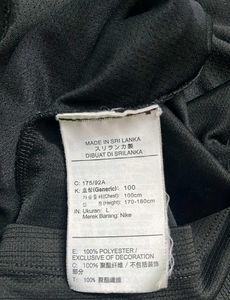 MADE IN SRI LANKA
スリランカ製
DIBUAT DI SRILANKA
C: 175/92A
K: 호칭(Generic): 100
가슴둘레(Chest): 100cm
신장(Height): 170-180cm
IN: Ukuran: L
Merek Barang: Nike
E: 100% POLYESTER /
EXCLUSIVE OF DECORATION
C: 100% 聚酯纤维 / 不包括装饰
部分
100% 聚酯纤维